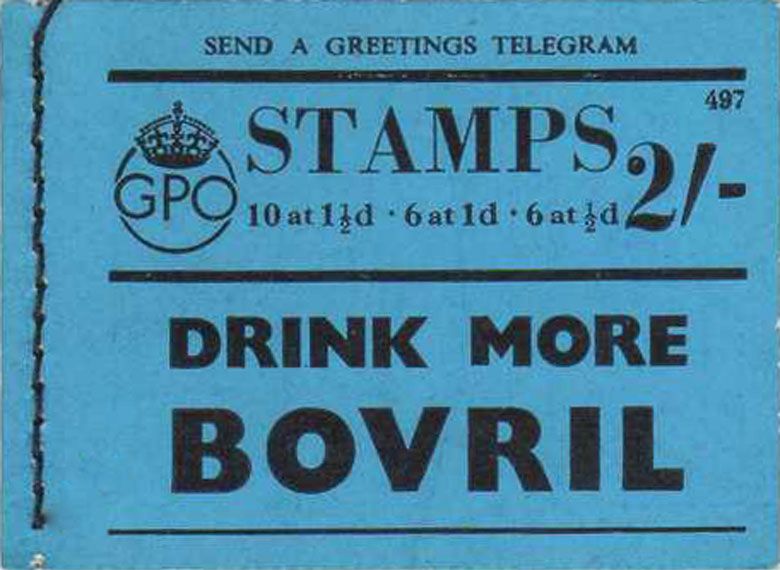 SEND A GREETINGS TELEGRAM
497
GPO
STAMPS 2/-
10 at 1½d · 6 at 1d · 6 at ½d
DRINK MORE
BOVRIL